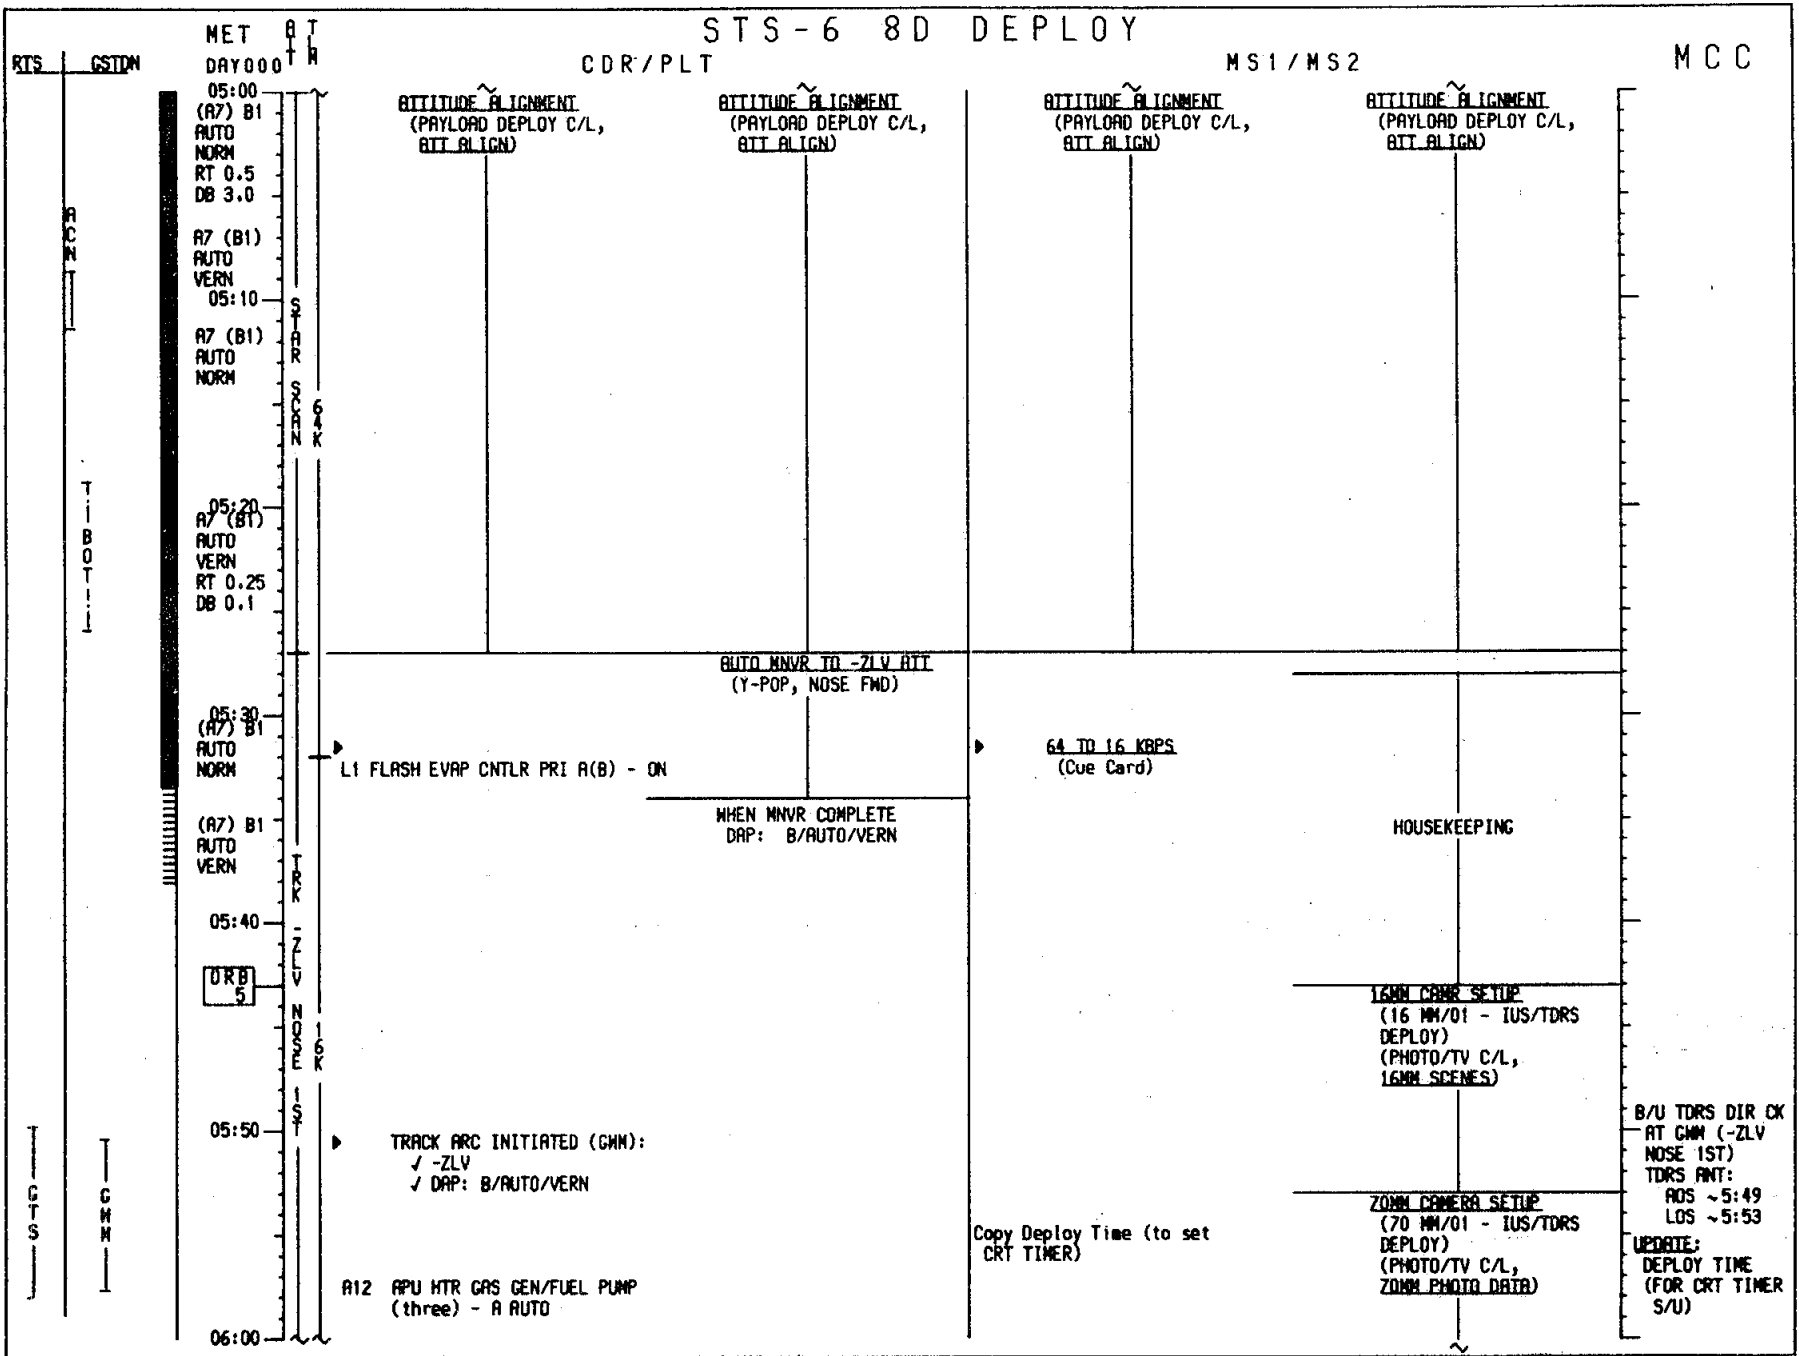 STS-6 8D DEPLOY
RTS
GSTDN
MET
DAY000
ATT
TLM
CDR/PLT
MS1/MS2
MCC
05:00
(A7) B1
AUTO
NORM
RT 0.5
DB 3.0
A7 (B1)
AUTO
VERN
05:10
A7 (B1)
AUTO
NORM
05:20
A7 (B1)
AUTO
VERN
RT 0.25
DB 0.1
05:30
(A7) B1
AUTO
NORM
(A7) B1
AUTO
VERN
05:40
ORB
5
05:50
06:00
ACN
BOT
GTS
GWM
STAR SCAN
64K
TRK -ZLV NOSE 1ST
16K
ATTITUDE ALIGNMENT
(PAYLOAD DEPLOY C/L,
ATT ALIGN)
L1 FLASH EVAP CNTLR PRI A(B) - ON
TRACK ARC INITIATED (GWM):
√ -ZLV
√ DAP: B/AUTO/VERN
A12 APU HTR GAS GEN/FUEL PUMP
(three) - A AUTO
ATTITUDE ALIGNMENT
(PAYLOAD DEPLOY C/L,
ATT ALIGN)
AUTO MNVR TO -ZLV ATT
(Y-POP, NOSE FWD)
WHEN MNVR COMPLETE
DAP: B/AUTO/VERN
ATTITUDE ALIGNMENT
(PAYLOAD DEPLOY C/L,
ATT ALIGN)
64 TO 16 KBPS
(Cue Card)
Copy Deploy Time (to set
CRT TIMER)
ATTITUDE ALIGNMENT
(PAYLOAD DEPLOY C/L,
ATT ALIGN)
HOUSEKEEPING
16MM CAMR SETUP
(16 MM/01 - IUS/TDRS
DEPLOY)
(PHOTO/TV C/L,
16MM SCENES)
70MM CAMERA SETUP
(70 MM/01 - IUS/TDRS
DEPLOY)
(PHOTO/TV C/L,
70MM PHOTO DATA)
B/U TDRS DIR CK
AT GWM (-ZLV
NOSE 1ST)
TDRS ANT:
AOS ~5:49
LOS ~5:53
UPDATE:
DEPLOY TIME
(FOR CRT TIMER
S/U)